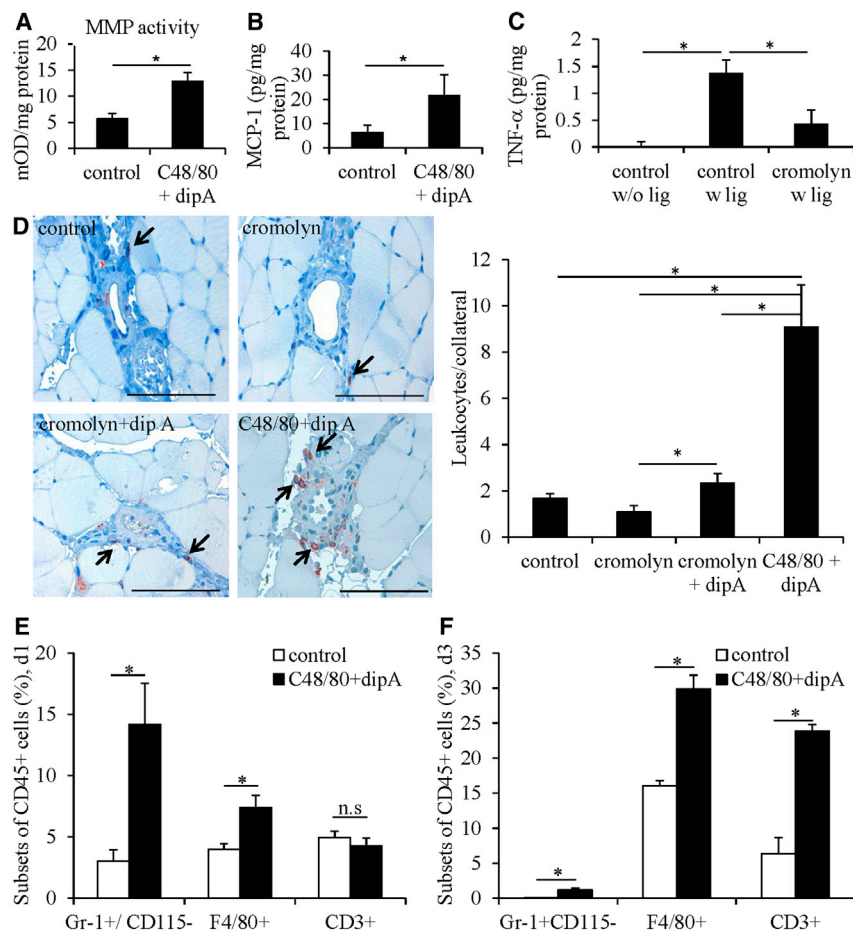 A
MMP activity
mOD/mg protein
20
15
10
5
0
*
control
C48/80
+ dipA
B
MCP-1 (pg/mg
protein)
40
30
20
10
0
*
control
C48/80
+ dipA
C
TNF-α (pg/mg
protein)
2
1.5
1
0.5
0
*
*
control
w/o lig
control
w lig
cromolyn
w lig
D
control
cromolyn
cromolyn+dip A
C48/80+dip A
Leukocytes/collateral
12
10
8
6
4
2
0
*
*
*
*
control
cromolyn
cromolyn
+ dipA
C48/80 +
dipA
E
Subsets of CD45+ cells (%), d1
20
15
10
5
0
control
C48/80+dipA
*
*
n.s
Gr-1+/ CD115-
F4/80+
CD3+
F
Subsets of CD45+ cells (%), d3
35
30
25
20
15
10
5
0
control
C48/80+dipA
*
*
*
Gr-1+CD115-
F4/80+
CD3+